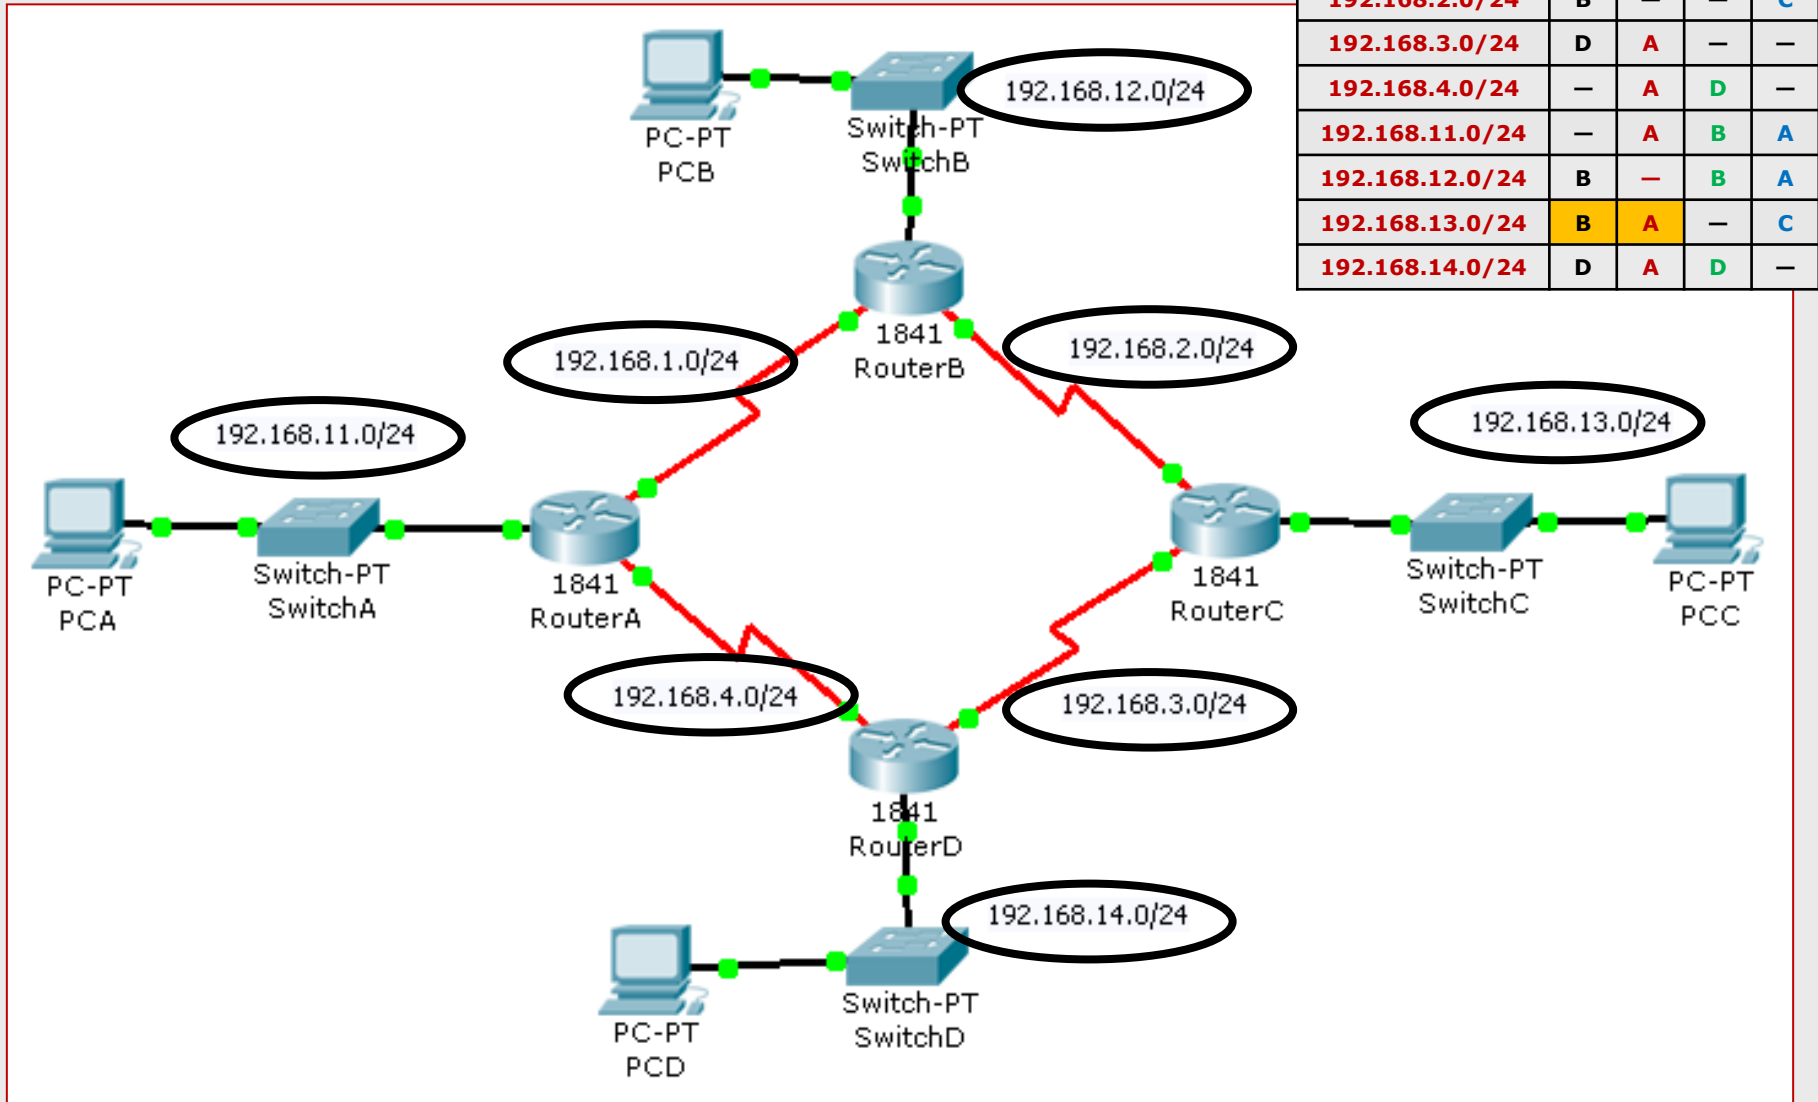 192.168.2.0/24 B — — C
192.168.3.0/24 D A — —
192.168.4.0/24 — A D —
192.168.11.0/24 — A B A
192.168.12.0/24 B — B A
192.168.13.0/24 B A — C
192.168.14.0/24 D A D —
192.168.12.0/24
PC-PT
PCB
Switch-PT
SwitchB
1841
RouterB
192.168.1.0/24
192.168.2.0/24
192.168.11.0/24
192.168.13.0/24
PC-PT
PCA
Switch-PT
SwitchA
1841
RouterA
1841
RouterC
Switch-PT
SwitchC
PC-PT
PCC
192.168.4.0/24
192.168.3.0/24
1841
RouterD
192.168.14.0/24
Switch-PT
SwitchD
PC-PT
PCD